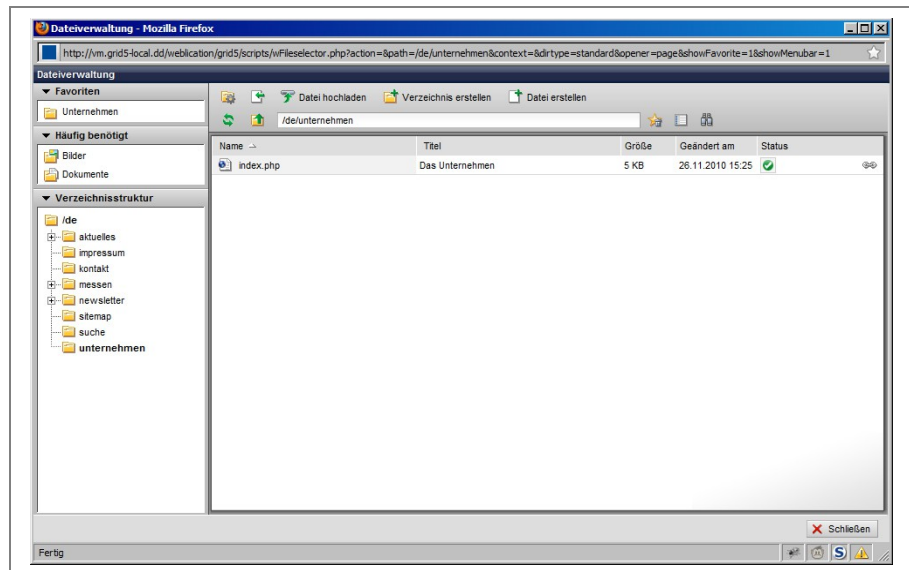 Dateiverwaltung - Mozilla Firefox
http://vm.grid5-local.dd/weblication/grid5/scripts/wFileselector.php?action=&path=/de/unternehmen&context=&dirtype=standard&opener=page&showFavorite=1&showMenubar=1
Dateiverwaltung
Favoriten
Unternehmen
Häufig benötigt
Bilder
Dokumente
Verzeichnisstruktur
/de
aktuelles
impressum
kontakt
messen
newsletter
sitemap
suche
unternehmen
Datei hochladen Verzeichnis erstellen Datei erstellen
/de/unternehmen
Name Titel Größe Geändert am Status
index.php Das Unternehmen 5 KB 26.11.2010 15:25
Schließen
Fertig